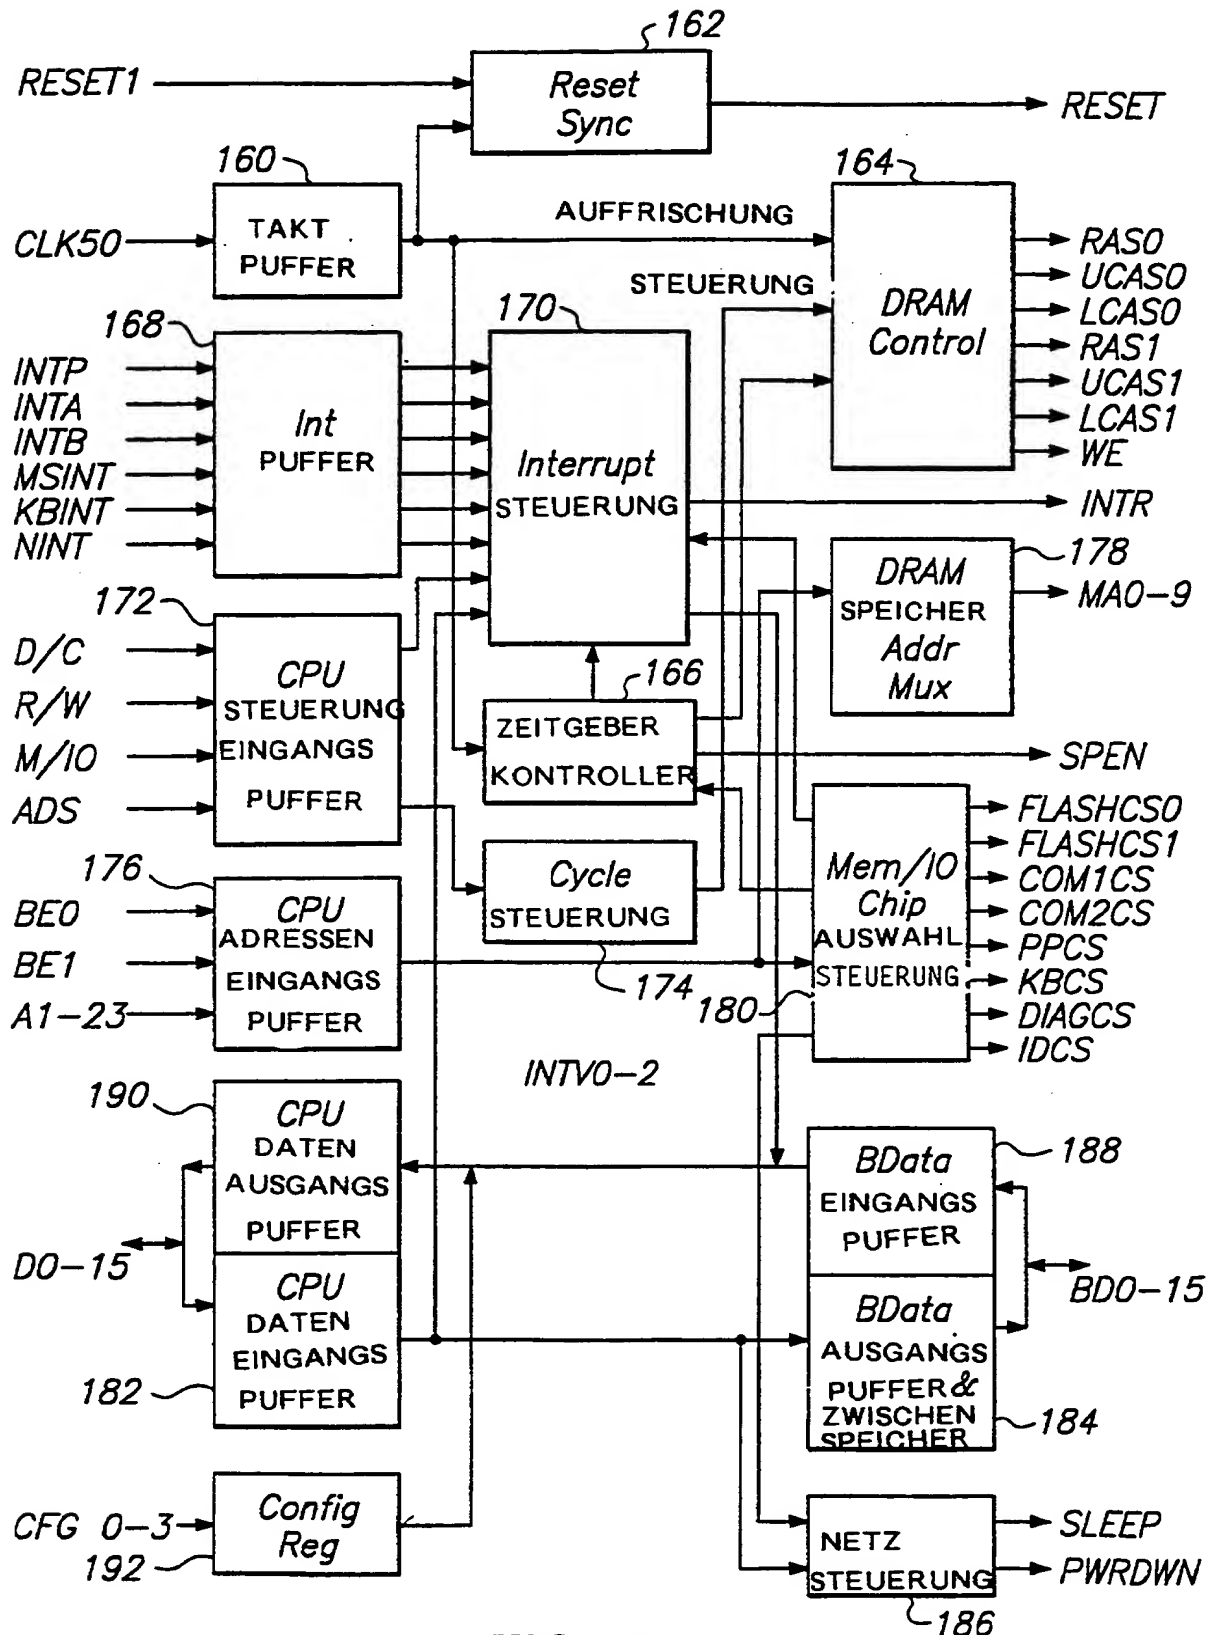 162
RESET1
Reset
Sync
RESET
160
164
TAKT
PUFFER
CLK50
AUFFRISCHUNG
STEUERUNG
DRAM
Control
RAS0
UCAS0
LCAS0
RAS1
UCAS1
LCAS1
WE
168
170
INTP
INTA
INTB
MSINT
KBINT
NINT
Int
PUFFER
Interrupt
STEUERUNG
INTR
178
DRAM
SPEICHER
Addr
Mux
MA0-9
172
D/C
R/W
M/IO
ADS
CPU
STEUERUNG
EINGANGS
PUFFER
166
ZEITGEBER
KONTROLLER
SPEN
176
BE0
BE1
A1-23
CPU
ADRESSEN
EINGANGS
PUFFER
Cycle
STEUERUNG
174
180
Mem/IO
Chip
AUSWAHL
STEUERUNG
FLASHCS0
FLASHCS1
COM1CS
COM2CS
PPCS
KBCS
DIAGCS
IDCS
INTV0-2
190
CPU
DATEN
AUSGANGS
PUFFER
D0-15
CPU
DATEN
EINGANGS
PUFFER
182
BData
EINGANGS
PUFFER
188
BD0-15
BData
AUSGANGS
PUFFER &
ZWISCHEN
SPEICHER
184
CFG 0-3
Config
Reg
192
NETZ
STEUERUNG
SLEEP
PWRDWN
186